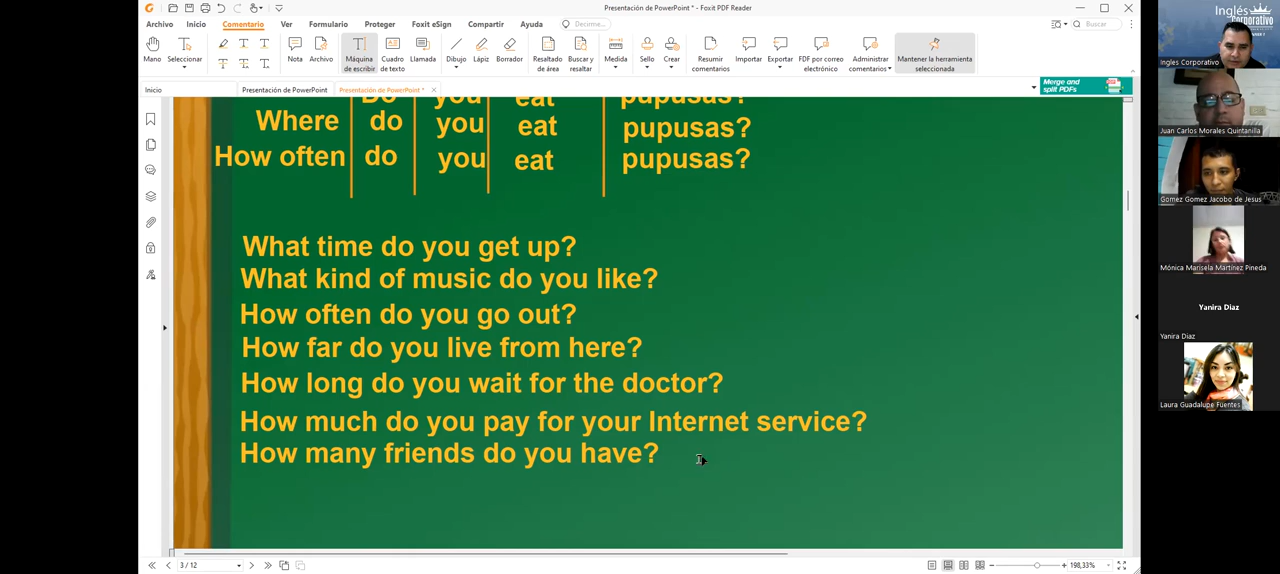 Presentación de PowerPoint * - Foxit PDF Reader
Archivo Inicio Comentario Ver Formulario Proteger Foxit eSign Compartir Ayuda Decirme... Buscar
Mano Seleccionar Nota Archivo Máquina de escribir Cuadro de texto Llamada Dibujo Lápiz Borrador Resaltado de área Buscar y resaltar Medida Sello Crear Resumir comentarios Importar Exportar PDF por correo electrónico Administrar comentarios Mantener la herramienta seleccionada
Inicio Presentación de PowerPoint Presentación de PowerPoint *
Merge and split PDFs
Do you eat pupusas?
Where do you eat pupusas?
How often do you eat pupusas?
What time do you get up?
What kind of music do you like?
How often do you go out?
How far do you live from here?
How long do you wait for the doctor?
How much do you pay for your Internet service?
How many friends do you have?
3 / 12
198,33%
Inglés
Corporativo
Ingles Corporativo
Juan Carlos Morales Quintanilla
Gomez Gomez Jacobo de Jesus
Mónica Marisela Martínez Pineda
Yanira Diaz
Yanira Diaz
Laura Guadalupe Fuentes